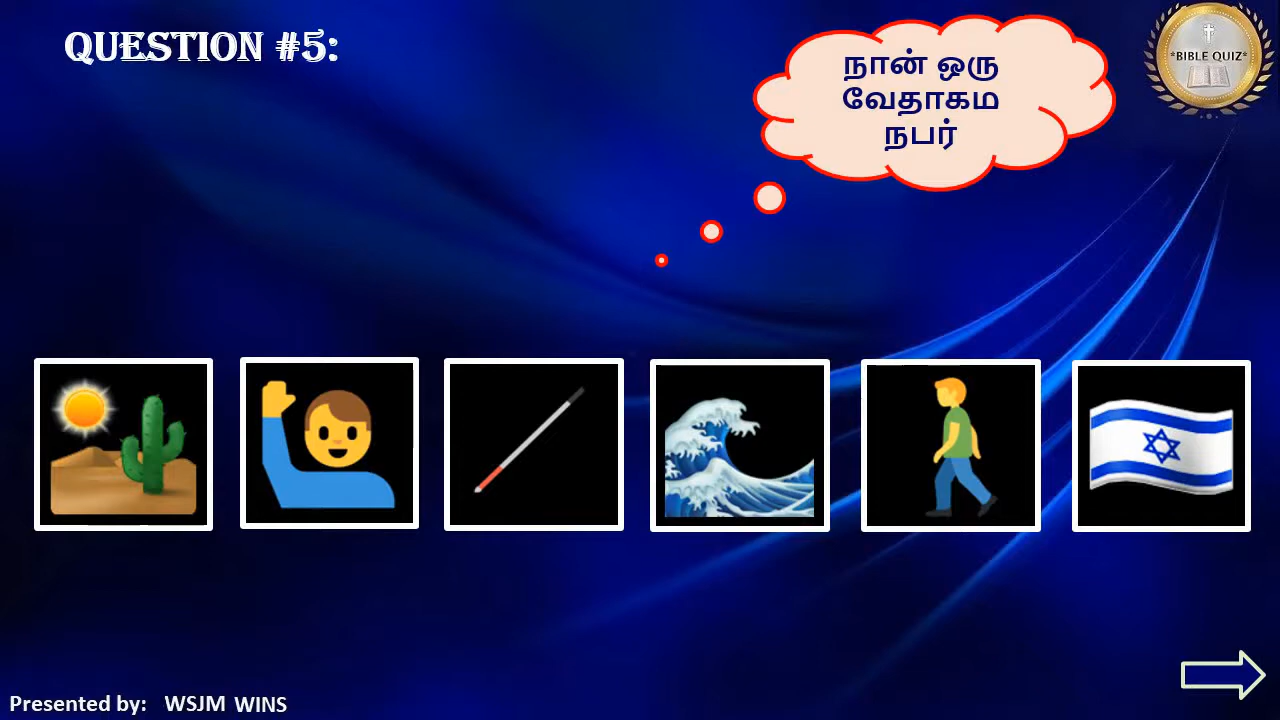 QUESTION #5:
நான் ஒரு
வேதாகம
நபர்
*BIBLE QUIZ*
Presented by: WSJM WINS